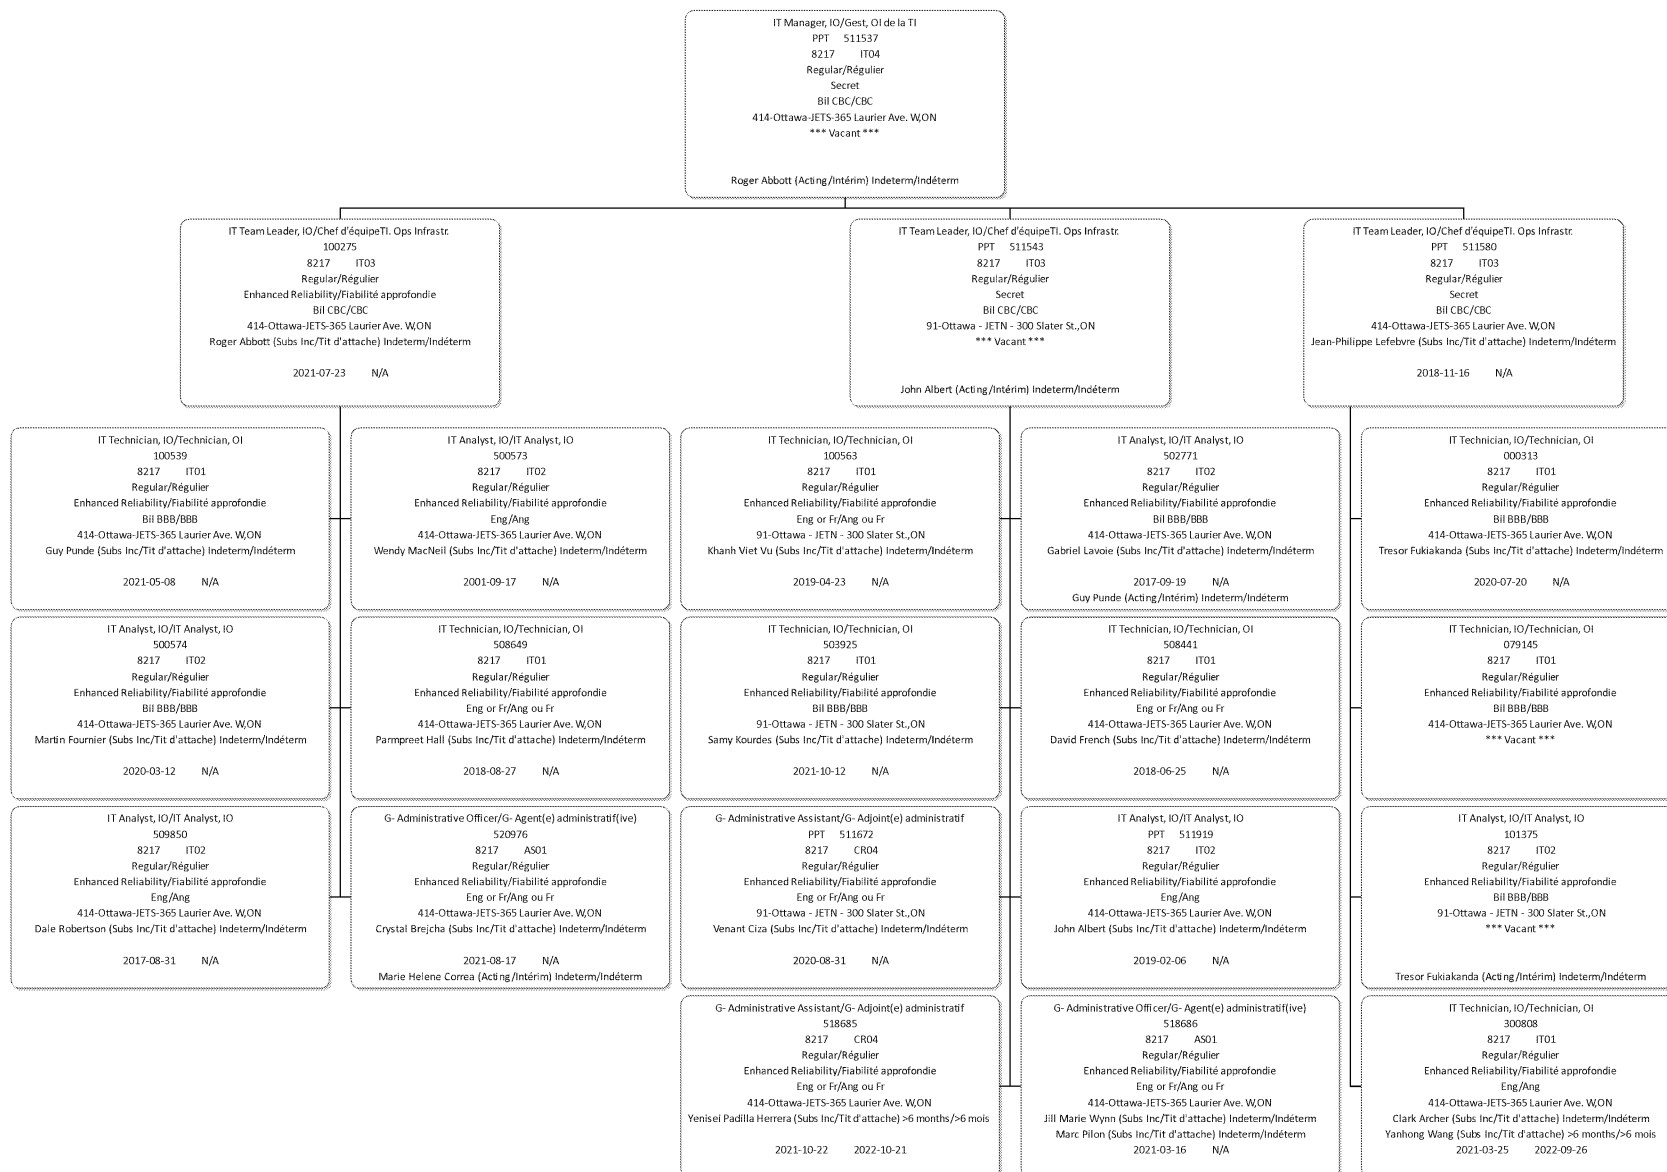 IT Manager, IO/Gest, OI de la TI
PPT 511537
8217 IT04
Regular/Régulier
Secret
Bil CBC/CBC
414-Ottawa-JETS-365 Laurier Ave. W,ON
*** Vacant ***
Roger Abbott (Acting/Intérim) Indeterm/Indéterm
IT Team Leader, IO/Chef d'équipeTI. Ops Infrastr.
100275
8217 IT03
Regular/Régulier
Enhanced Reliability/Fiabilité approfondie
Bil CBC/CBC
414-Ottawa-JETS-365 Laurier Ave. W,ON
Roger Abbott (Subs Inc/Tit d'attache) Indeterm/Indéterm
2021-07-23 N/A
IT Team Leader, IO/Chef d'équipeTI. Ops Infrastr.
PPT 511543
8217 IT03
Regular/Régulier
Secret
Bil CBC/CBC
91-Ottawa - JETN - 300 Slater St.,ON
*** Vacant ***
John Albert (Acting/Intérim) Indeterm/Indéterm
IT Team Leader, IO/Chef d'équipeTI. Ops Infrastr.
PPT 511580
8217 IT03
Regular/Régulier
Secret
Bil CBC/CBC
414-Ottawa-JETS-365 Laurier Ave. W,ON
Jean-Philippe Lefebvre (Subs Inc/Tit d'attache) Indeterm/Indéterm
2018-11-16 N/A
IT Technician, IO/Technician, OI
100539
8217 IT01
Regular/Régulier
Enhanced Reliability/Fiabilité approfondie
Bil BBB/BBB
414-Ottawa-JETS-365 Laurier Ave. W,ON
Guy Punde (Subs Inc/Tit d'attache) Indeterm/Indéterm
2021-05-08 N/A
IT Analyst, IO/IT Analyst, IO
500573
8217 IT02
Regular/Régulier
Enhanced Reliability/Fiabilité approfondie
Eng/Ang
414-Ottawa-JETS-365 Laurier Ave. W,ON
Wendy MacNeil (Subs Inc/Tit d'attache) Indeterm/Indéterm
2001-09-17 N/A
IT Technician, IO/Technician, OI
100563
8217 IT01
Regular/Régulier
Enhanced Reliability/Fiabilité approfondie
Eng or Fr/Ang ou Fr
91-Ottawa - JETN - 300 Slater St.,ON
Khanh Viet Vu (Subs Inc/Tit d'attache) Indeterm/Indéterm
2019-04-23 N/A
IT Analyst, IO/IT Analyst, IO
502771
8217 IT02
Regular/Régulier
Enhanced Reliability/Fiabilité approfondie
Bil BBB/BBB
414-Ottawa-JETS-365 Laurier Ave. W,ON
Gabriel Lavoie (Subs Inc/Tit d'attache) Indeterm/Indéterm
2017-09-19 N/A
Guy Punde (Acting/Intérim) Indeterm/Indéterm
IT Technician, IO/Technician, OI
000313
8217 IT01
Regular/Régulier
Enhanced Reliability/Fiabilité approfondie
Bil BBB/BBB
414-Ottawa-JETS-365 Laurier Ave. W,ON
Tresor Fukiakanda (Subs Inc/Tit d'attache) Indeterm/Indéterm
2020-07-20 N/A
IT Analyst, IO/IT Analyst, IO
500574
8217 IT02
Regular/Régulier
Enhanced Reliability/Fiabilité approfondie
Bil BBB/BBB
414-Ottawa-JETS-365 Laurier Ave. W,ON
Martin Fournier (Subs Inc/Tit d'attache) Indeterm/Indéterm
2020-03-12 N/A
IT Technician, IO/Technician, OI
508649
8217 IT01
Regular/Régulier
Enhanced Reliability/Fiabilité approfondie
Eng or Fr/Ang ou Fr
414-Ottawa-JETS-365 Laurier Ave. W,ON
Parmpreet Hall (Subs Inc/Tit d'attache) Indeterm/Indéterm
2018-08-27 N/A
IT Technician, IO/Technician, OI
503925
8217 IT01
Regular/Régulier
Enhanced Reliability/Fiabilité approfondie
Bil BBB/BBB
91-Ottawa - JETN - 300 Slater St.,ON
Samy Kourdes (Subs Inc/Tit d'attache) Indeterm/Indéterm
2021-10-12 N/A
IT Technician, IO/Technician, OI
508441
8217 IT01
Regular/Régulier
Enhanced Reliability/Fiabilité approfondie
Eng or Fr/Ang ou Fr
414-Ottawa-JETS-365 Laurier Ave. W,ON
David French (Subs Inc/Tit d'attache) Indeterm/Indéterm
2018-06-25 N/A
IT Technician, IO/Technician, OI
079145
8217 IT01
Regular/Régulier
Enhanced Reliability/Fiabilité approfondie
Bil BBB/BBB
414-Ottawa-JETS-365 Laurier Ave. W,ON
*** Vacant ***
IT Analyst, IO/IT Analyst, IO
509850
8217 IT02
Regular/Régulier
Enhanced Reliability/Fiabilité approfondie
Eng/Ang
414-Ottawa-JETS-365 Laurier Ave. W,ON
Dale Robertson (Subs Inc/Tit d'attache) Indeterm/Indéterm
2017-08-31 N/A
G- Administrative Officer/G- Agent(e) administratif(ive)
520976
8217 AS01
Regular/Régulier
Enhanced Reliability/Fiabilité approfondie
Eng or Fr/Ang ou Fr
414-Ottawa-JETS-365 Laurier Ave. W,ON
Crystal Brejcha (Subs Inc/Tit d'attache) Indeterm/Indéterm
2021-08-17 N/A
Marie Helene Correa (Acting/Intérim) Indeterm/Indéterm
G- Administrative Assistant/G- Adjoint(e) administratif
PPT 511672
8217 CR04
Regular/Régulier
Enhanced Reliability/Fiabilité approfondie
Eng or Fr/Ang ou Fr
91-Ottawa - JETN - 300 Slater St.,ON
Venant Ciza (Subs Inc/Tit d'attache) Indeterm/Indéterm
2020-08-31 N/A
IT Analyst, IO/IT Analyst, IO
PPT 511919
8217 IT02
Regular/Régulier
Enhanced Reliability/Fiabilité approfondie
Eng/Ang
414-Ottawa-JETS-365 Laurier Ave. W,ON
John Albert (Subs Inc/Tit d'attache) Indeterm/Indéterm
2019-02-06 N/A
IT Analyst, IO/IT Analyst, IO
101375
8217 IT02
Regular/Régulier
Enhanced Reliability/Fiabilité approfondie
Bil BBB/BBB
91-Ottawa - JETN - 300 Slater St.,ON
*** Vacant ***
Tresor Fukiakanda (Acting/Intérim) Indeterm/Indéterm
G- Administrative Assistant/G- Adjoint(e) administratif
518685
8217 CR04
Regular/Régulier
Enhanced Reliability/Fiabilité approfondie
Eng or Fr/Ang ou Fr
414-Ottawa-JETS-365 Laurier Ave. W,ON
Yenisei Padilla Herrera (Subs Inc/Tit d'attache) >6 months/>6 mois
2021-10-22 2022-10-21
G- Administrative Officer/G- Agent(e) administratif(ive)
518686
8217 AS01
Regular/Régulier
Enhanced Reliability/Fiabilité approfondie
Eng or Fr/Ang ou Fr
414-Ottawa-JETS-365 Laurier Ave. W,ON
Jill Marie Wynn (Subs Inc/Tit d'attache) Indeterm/Indéterm
Marc Pilon (Subs Inc/Tit d'attache) Indeterm/Indéterm
2021-03-16 N/A
IT Technician, IO/Technician, OI
300808
8217 IT01
Regular/Régulier
Enhanced Reliability/Fiabilité approfondie
Eng/Ang
414-Ottawa-JETS-365 Laurier Ave. W,ON
Clark Archer (Subs Inc/Tit d'attache) Indeterm/Indéterm
Yanhong Wang (Subs Inc/Tit d'attache) >6 months/>6 mois
2021-03-25 2022-09-26